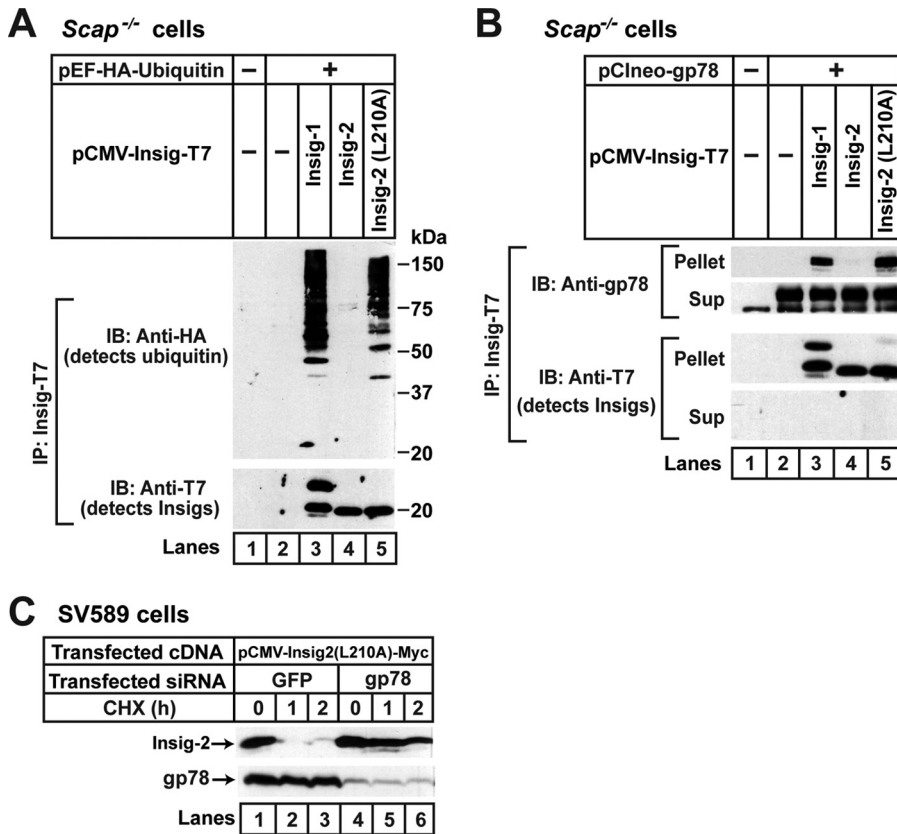 A Scap-/- cells
pEF-HA-Ubiquitin − +
pCMV-Insig-T7 − − Insig-1 Insig-2 Insig-2 (L210A)
kDa
IP: Insig-T7
IB: Anti-HA
(detects ubiquitin)
150
75
50
37
20
IB: Anti-T7
(detects Insigs)
20
Lanes 1 2 3 4 5
B Scap-/- cells
pCIneo-gp78 − +
pCMV-Insig-T7 − − Insig-1 Insig-2 Insig-2 (L210A)
IP: Insig-T7
IB: Anti-gp78
Pellet
Sup
IB: Anti-T7
(detects Insigs)
Pellet
Sup
Lanes 1 2 3 4 5
C SV589 cells
Transfected cDNA pCMV-Insig2(L210A)-Myc
Transfected siRNA GFP gp78
CHX (h) 0 1 2 0 1 2
Insig-2→
gp78→
Lanes 1 2 3 4 5 6